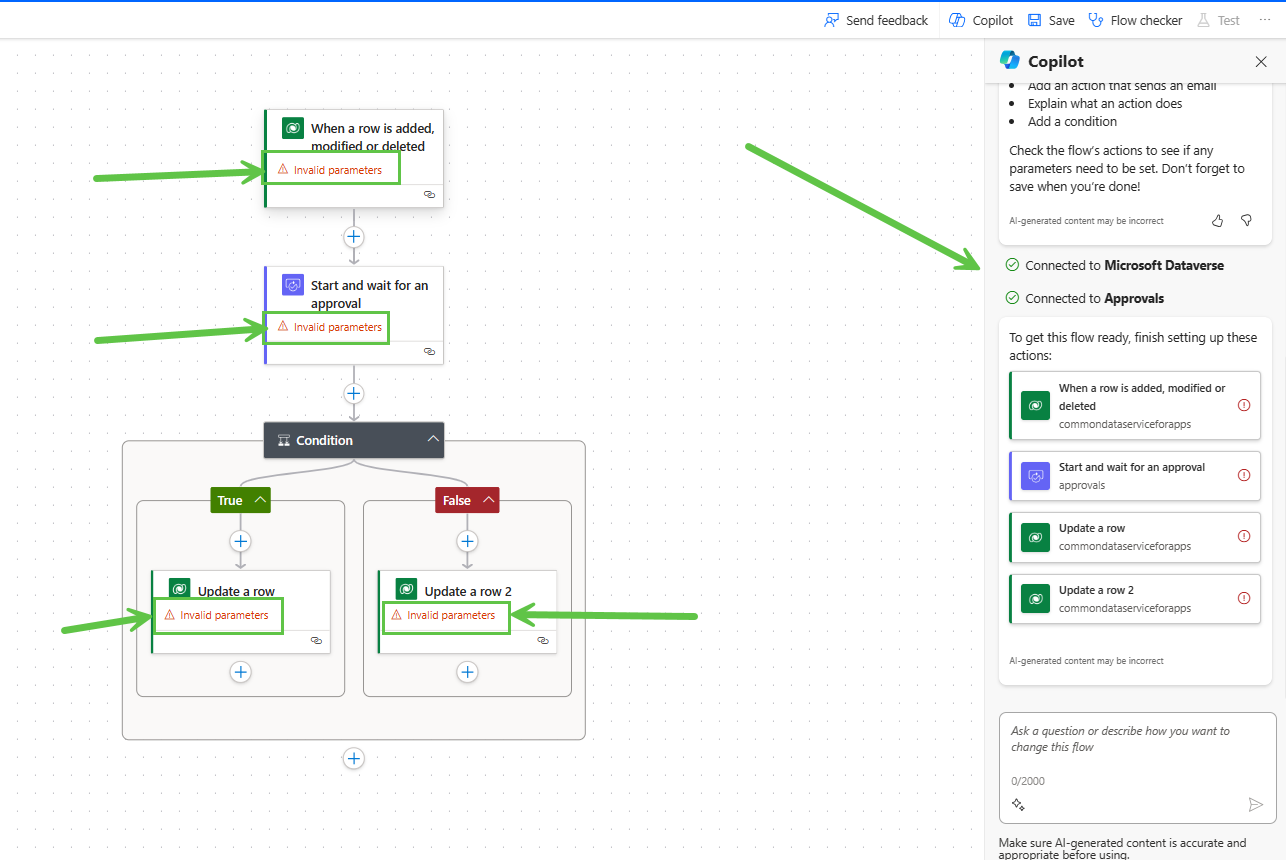 Send feedback
Copilot
Save
Flow checker
Test
Copilot
Add an action that sends an email
Explain what an action does
Add a condition
Check the flow's actions to see if any
parameters need to be set. Don't forget to
save when you're done!
AI-generated content may be incorrect
Connected to Microsoft Dataverse
Connected to Approvals
To get this flow ready, finish setting up these
actions:
When a row is added, modified or
deleted
commondataserviceforapps
Start and wait for an approval
approvals
Update a row
commondataserviceforapps
Update a row 2
commondataserviceforapps
AI-generated content may be incorrect
Ask a question or describe how you want to
change this flow
0/2000
Make sure AI-generated content is accurate and
appropriate before using.
When a row is added,
modified or deleted
Invalid parameters
Start and wait for an
approval
Invalid parameters
Condition
True
False
Update a row
Invalid parameters
Update a row 2
Invalid parameters